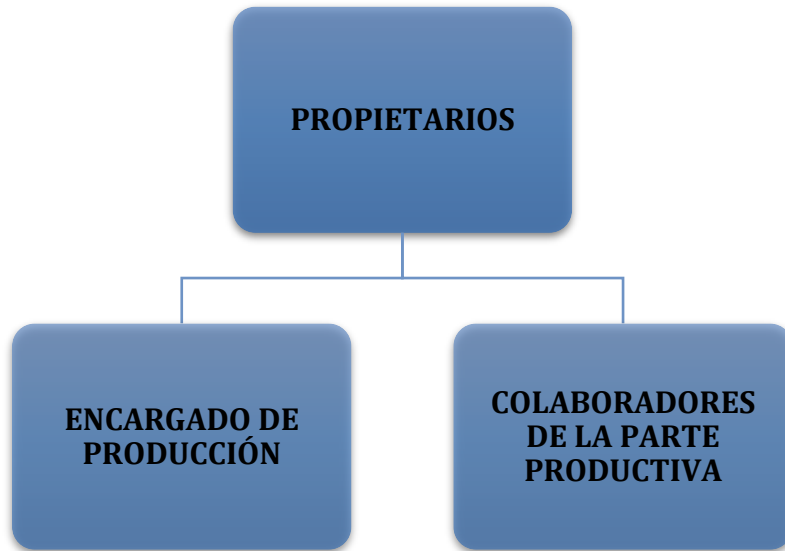 PROPIETARIOS
ENCARGADO DE
PRODUCCIÓN
COLABORADORES
DE LA PARTE
PRODUCTIVA